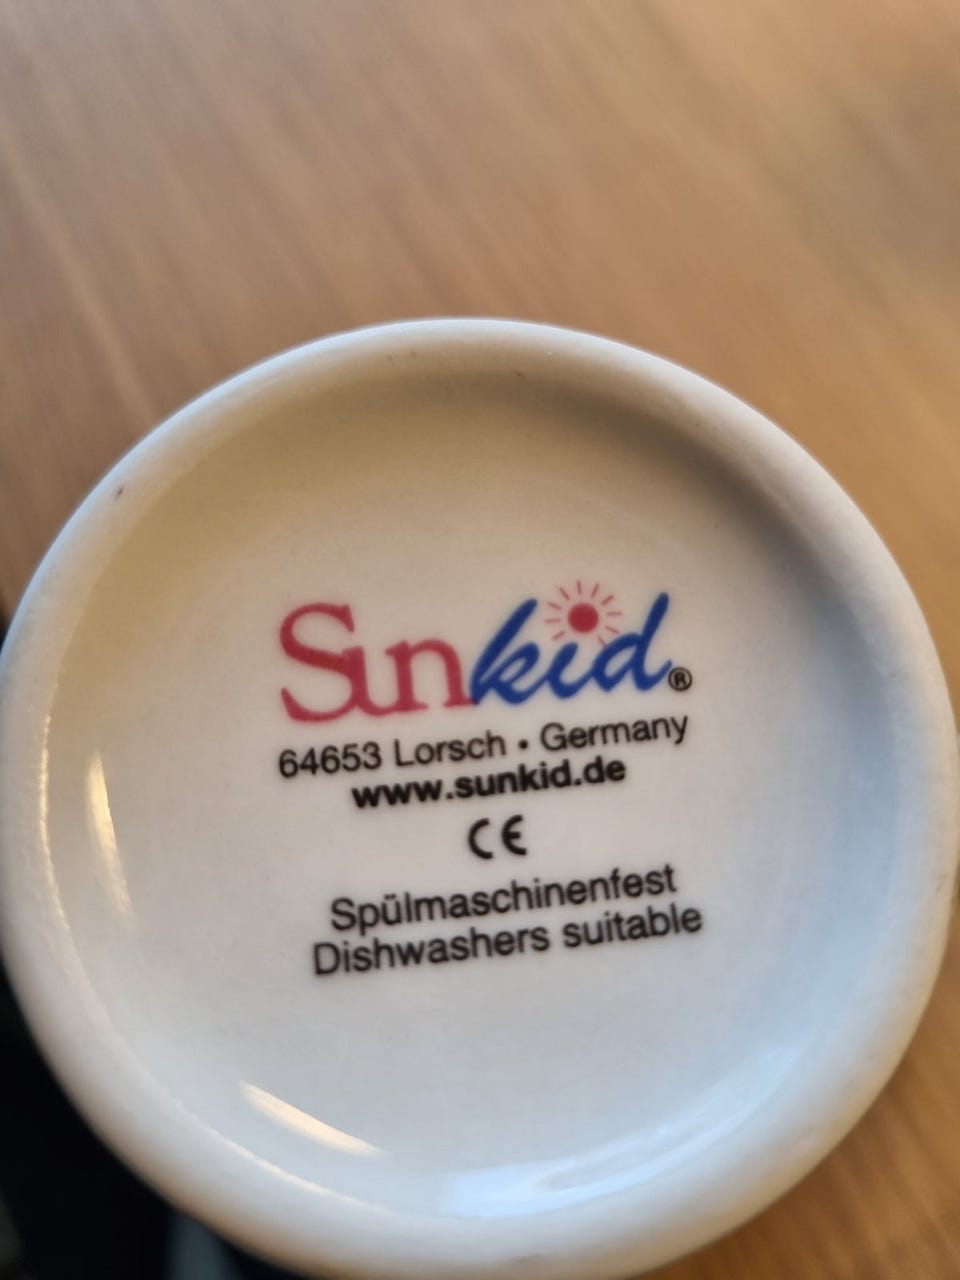 Sunkid®
64653 Lorsch • Germany
www.sunkid.de
CE
Spülmaschinenfest
Dishwashers suitable